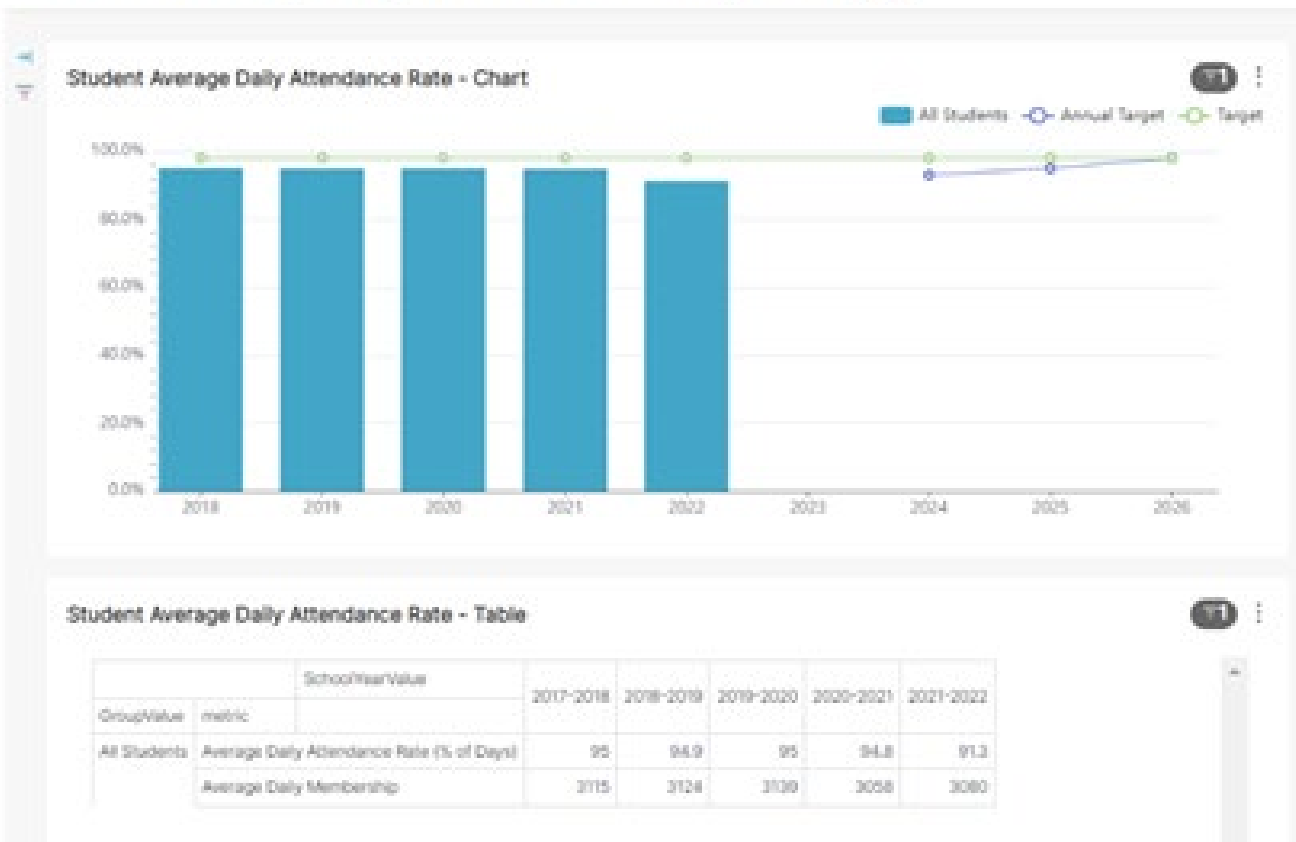 Student Average Daily Attendance Rate - Chart
All Students Annual Target Target
100.0%
80.0%
60.0%
40.0%
20.0%
0.0%
2018 2019 2020 2021 2022 2023 2024 2025 2026
Student Average Daily Attendance Rate - Table
SchoolYearValue 2017-2018 2018-2019 2019-2020 2020-2021 2021-2022
GroupValue metric
All Students Average Daily Attendance Rate (% of Days) 95 94.9 95 94.8 91.3
Average Daily Membership 3115 3124 3139